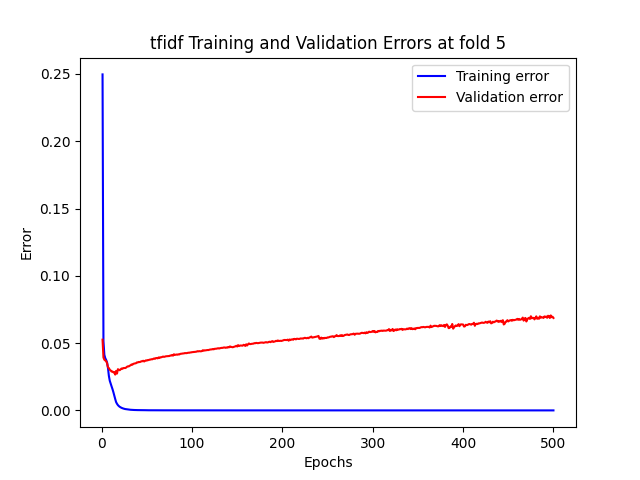 tfidf Training and Validation Errors at fold 5
Training error
Validation error
Error
0.25
0.20
0.15
0.10
0.05
0.00
0
100
200
300
400
500
Epochs